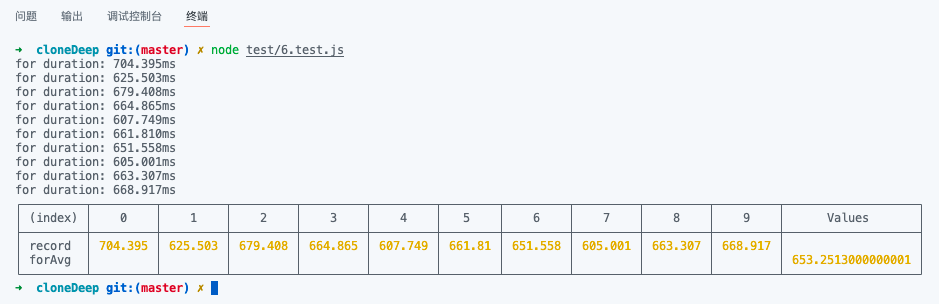 问题 输出 调试控制台 终端
➜ cloneDeep git:(master) ✗ node test/6.test.js
for duration: 704.395ms
for duration: 625.503ms
for duration: 679.408ms
for duration: 664.865ms
for duration: 607.749ms
for duration: 661.810ms
for duration: 651.558ms
for duration: 605.001ms
for duration: 663.307ms
for duration: 668.917ms
(index) 0 1 2 3 4 5 6 7 8 9 Values
record 704.395 625.503 679.408 664.865 607.749 661.81 651.558 605.001 663.307 668.917
forAvg 653.2513000000001
➜ cloneDeep git:(master) ✗